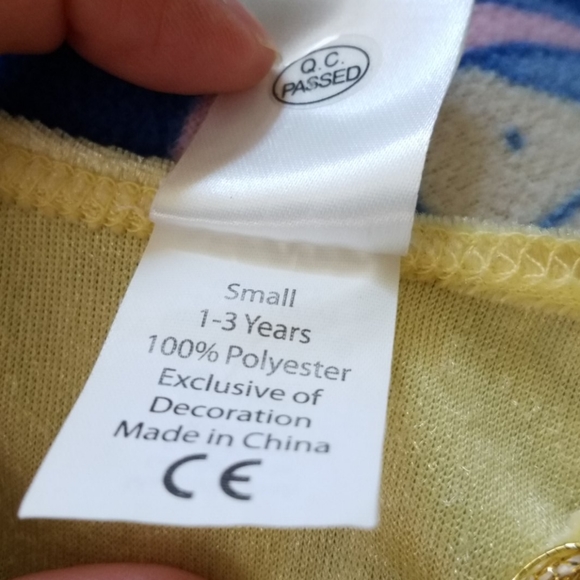 Q.C.
PASSED
Small
1-3 Years
100% Polyester
Exclusive of
Decoration
Made in China
CE